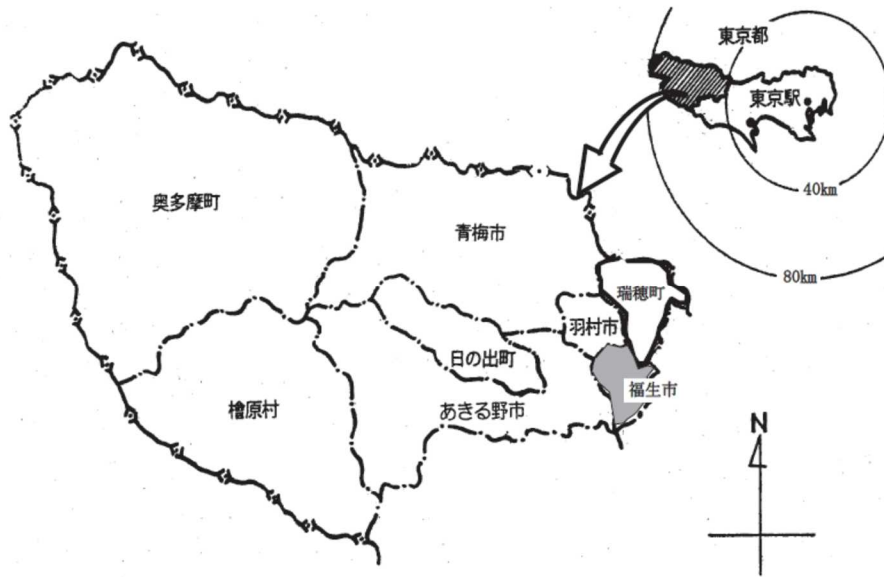 東京都
東京駅
40km
80km
奥多摩町
青梅市
瑞穂町
羽村市
日の出町
福生市
檜原村
あきる野市
N